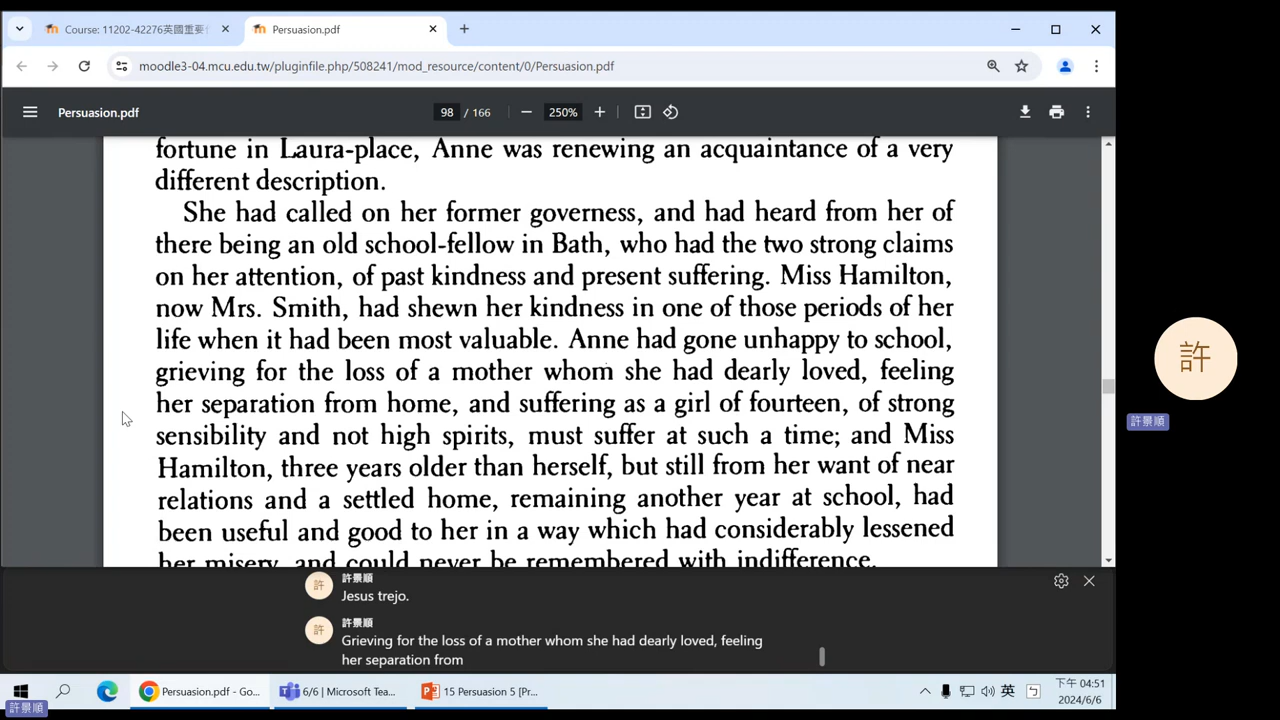 Course: 11202-42276英國重要作
Persuasion.pdf
moodle3-04.mcu.edu.tw/pluginfile.php/508241/mod_resource/content/0/Persuasion.pdf
Persuasion.pdf
98 / 166
250%
fortune in Laura-place, Anne was renewing an acquaintance of a very
different description.
She had called on her former governess, and had heard from her of
there being an old school-fellow in Bath, who had the two strong claims
on her attention, of past kindness and present suffering. Miss Hamilton,
now Mrs. Smith, had shewn her kindness in one of those periods of her
life when it had been most valuable. Anne had gone unhappy to school,
grieving for the loss of a mother whom she had dearly loved, feeling
her separation from home, and suffering as a girl of fourteen, of strong
sensibility and not high spirits, must suffer at such a time; and Miss
Hamilton, three years older than herself, but still from her want of near
relations and a settled home, remaining another year at school, had
been useful and good to her in a way which had considerably lessened
her misery, and could never be remembered with indifference.
許
許景順
許
許景順
Jesus trejo.
許
許景順
Grieving for the loss of a mother whom she had dearly loved, feeling
her separation from
Persuasion.pdf - Go...
6/6 | Microsoft Tea...
15 Persuasion 5 [Pr...
英
下午 04:51
2024/6/6
許景順